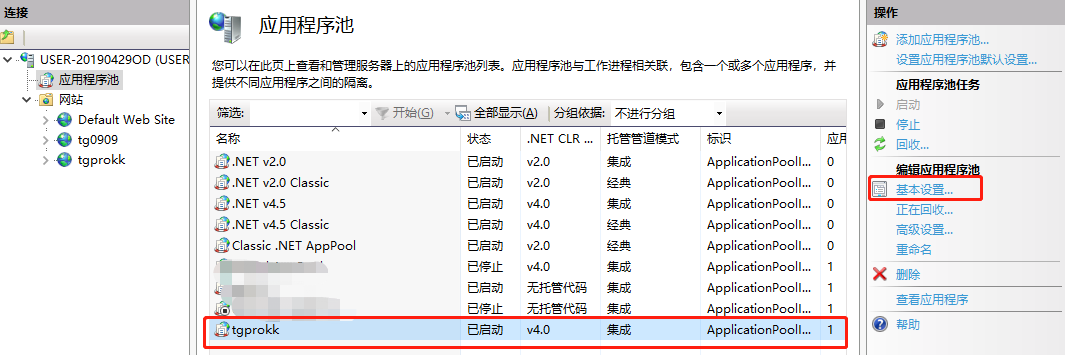 连接
USER-20190429OD (USER
应用程序池
网站
Default Web Site
tg0909
tgprokk
应用程序池
您可以在此页上查看和管理服务器上的应用程序池列表。应用程序池与工作进程相关联，包含一个或多个应用程序，并
提供不同应用程序之间的隔离。
筛选: 开始(G) 全部显示(A) 分组依据: 不进行分组
名称 状态 .NET CLR ... 托管管道模式 标识 应用
.NET v2.0 已启动 v2.0 集成 ApplicationPoolI... 0
.NET v2.0 Classic 已启动 v2.0 经典 ApplicationPoolI... 0
.NET v4.5 已启动 v4.0 集成 ApplicationPoolI... 0
.NET v4.5 Classic 已启动 v4.0 经典 ApplicationPoolI... 0
Classic .NET AppPool 已启动 v2.0 经典 ApplicationPoolI... 0
已停止 v4.0 集成 ApplicationPoolI... 1
已启动 无托管代码 集成 ApplicationPoolI... 1
已停止 无托管代码 集成 ApplicationPoolI... 1
tgprokk 已启动 v4.0 集成 ApplicationPoolI... 1
操作
添加应用程序池...
设置应用程序池默认设置...
应用程序池任务
启动
停止
回收...
编辑应用程序池
基本设置...
正在回收...
高级设置...
重命名
删除
查看应用程序
帮助